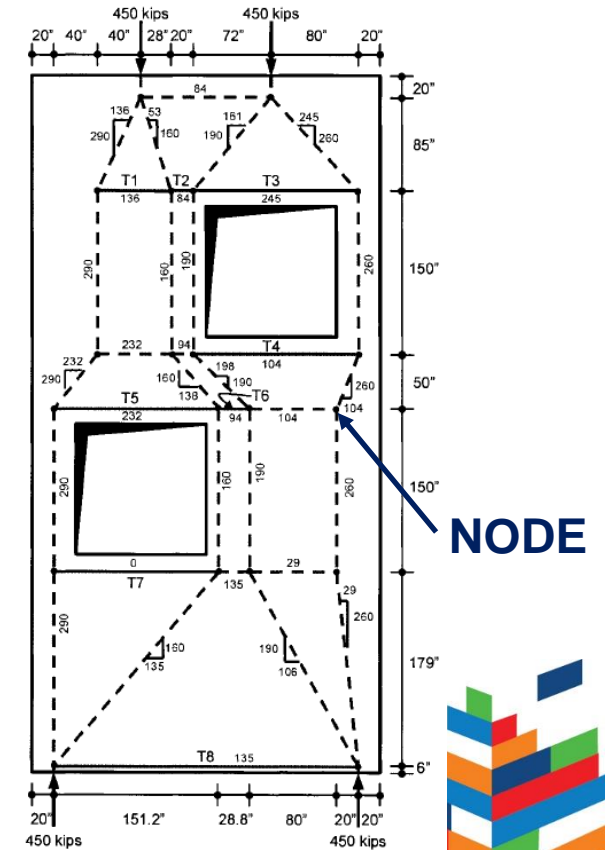 450 kips 450 kips
20" 40" 40" 28" 20" 72" 80" 20"
84
20"
136 53 161 245
290 160 190 260
85"
T1 T2 T3
136 84 245
290 160 190 260
150"
232 94 T4
104
232 198
290 160 190 260
138 T6
50"
T5 94 104 104
232
290 160 190 260
150"
NODE
0 29
T7 135
29
290 160 190 260
135 106
179"
T8 135
6"
20" 151.2" 28.8" 80" 20" 20"
450 kips 450 kips